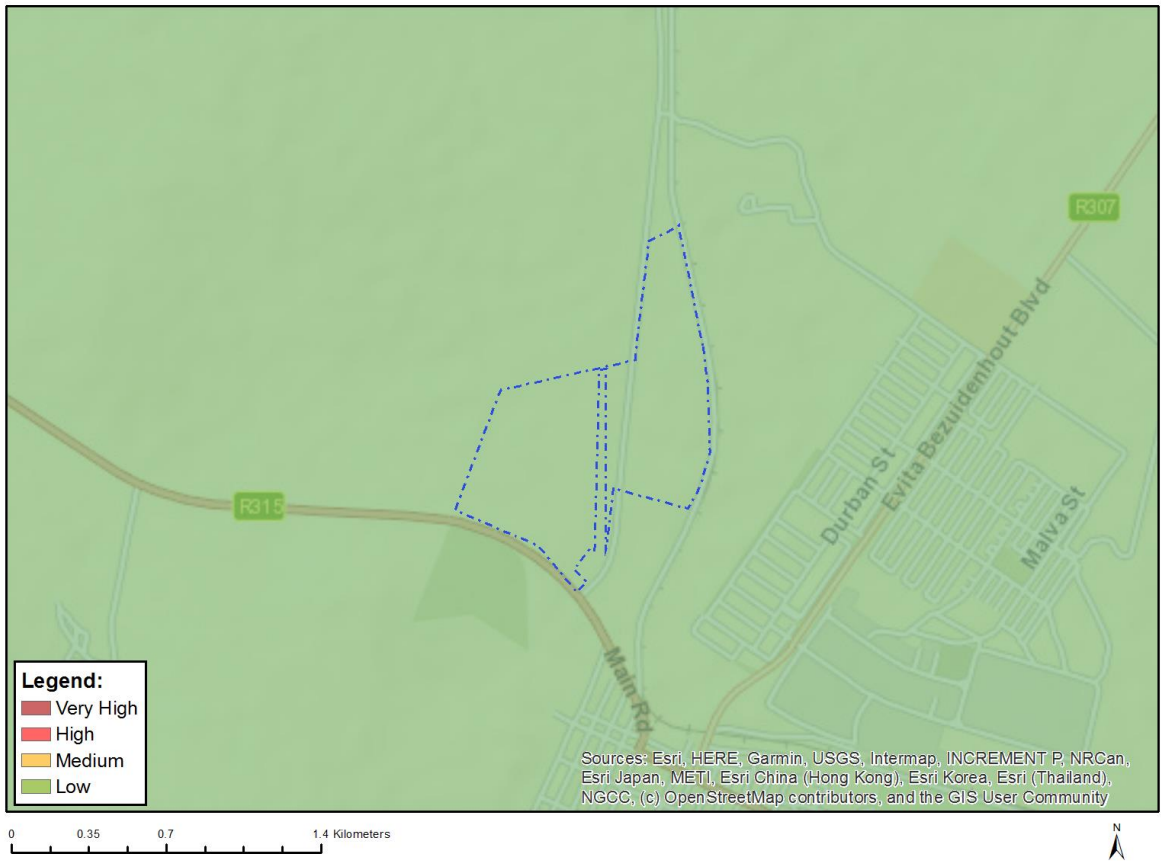 R307
Evita Bezuidenhout Blvd
Durban St
Malva St
R315
Main Rd
Legend:
Very High
High
Medium
Low
Sources: Esri, HERE, Garmin, USGS, Intermap, INCREMENT P, NRCan,
Esri Japan, METI, Esri China (Hong Kong), Esri Korea, Esri (Thailand),
NGCC, (c) OpenStreetMap contributors, and the GIS User Community
0 0.35 0.7 1.4 Kilometers
N